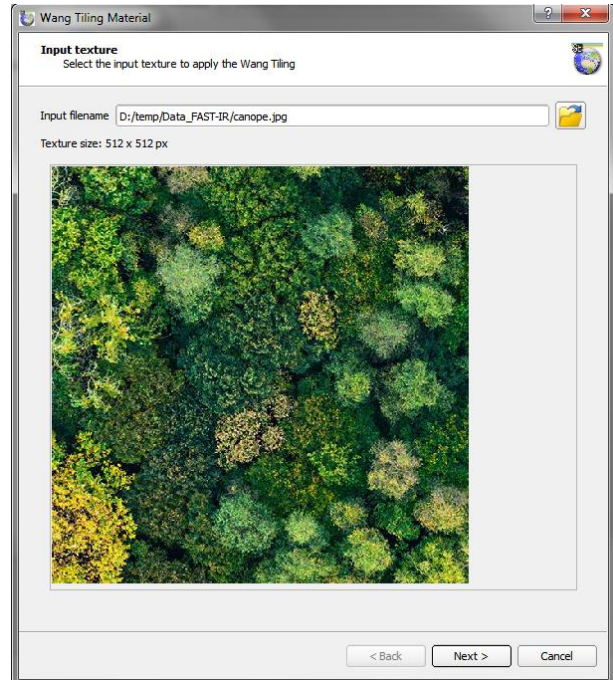 Wang Tiling Material
?
Input texture
Select the input texture to apply the Wang Tiling
Input filename D:/temp/Data_FAST-IR/canope.jpg
Texture size: 512 x 512 px
< Back Next > Cancel